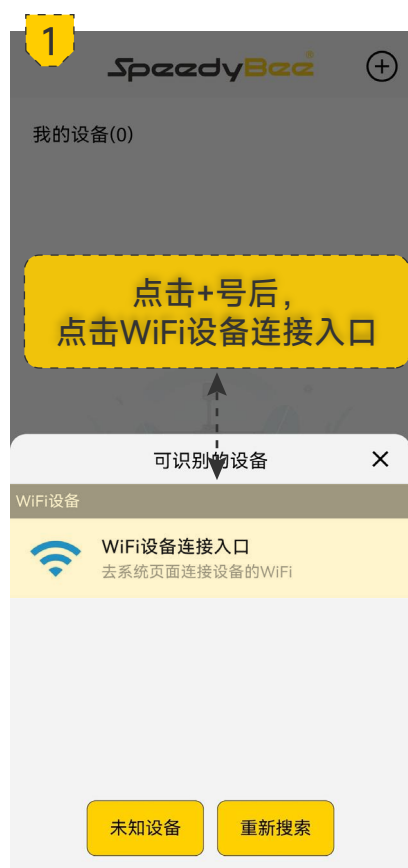 1
SpeedyBee
我的设备(0)
点击+号后，
点击WiFi设备连接入口
可识别的设备
WiFi设备
WiFi设备连接入口
去系统页面连接设备的WiFi
未知设备
重新搜索